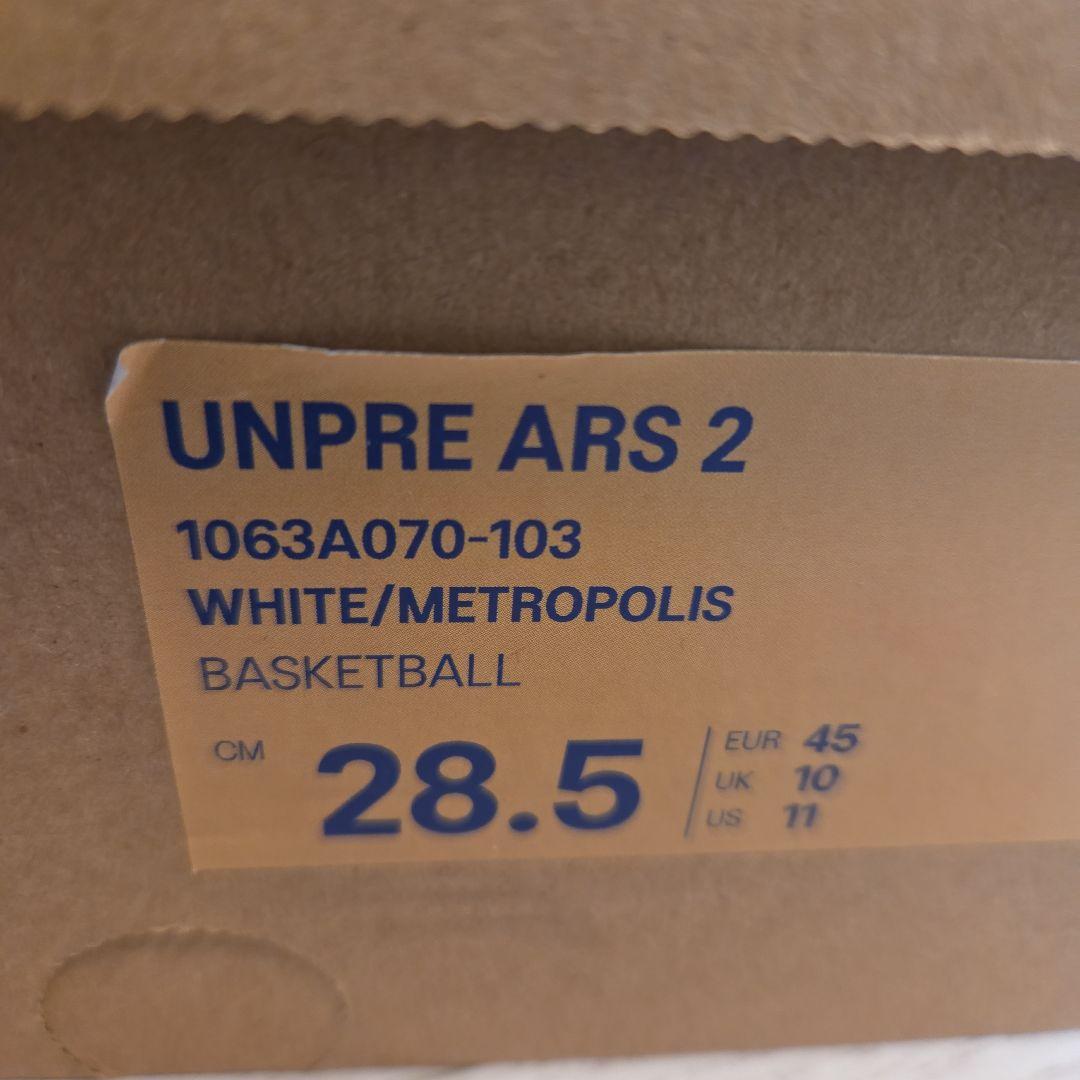 UNPRE ARS 2
1063A070-103
WHITE/METROPOLIS
BASKETBALL
CM 28.5
EUR 45
UK 10
US 11